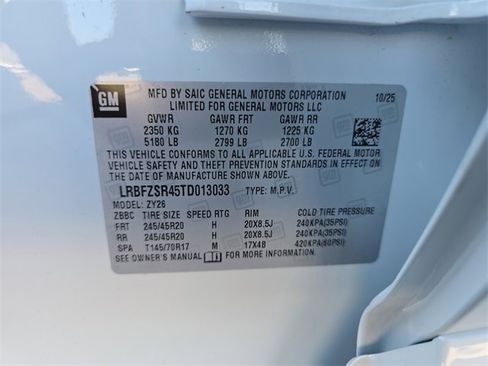 GM
MFD BY SAIC GENERAL MOTORS CORPORATION 10/25
LIMITED FOR GENERAL MOTORS LLC
GVWR GAWR FRT GAWR RR
2350 KG 1270 KG 1225 KG
5180 LB 2799 LB 2700 LB
THIS VEHICLE CONFORMS TO ALL APPLICABLE U.S. FEDERAL MOTOR
VEHICLE SAFETY AND THEFT PREVENTION STANDARDS IN EFFECT ON
THE DATE OF MANUFACTURE SHOWN ABOVE.
LRBFZSR45TD013033 TYPE: M.P.V.
MODEL: ZY26
ZBBC TIRE SIZE SPEED RTG RIM COLD TIRE PRESSURE
FRT 245/45R20 H 20X8.5J 240KPA(35PSI)
RR 245/45R20 H 20X8.5J 240KPA(35PSI)
SPA T145/70R17 M 17X48 420KPA(60PSI)
SEE OWNER'S MANUAL FOR MORE INFORMATION.